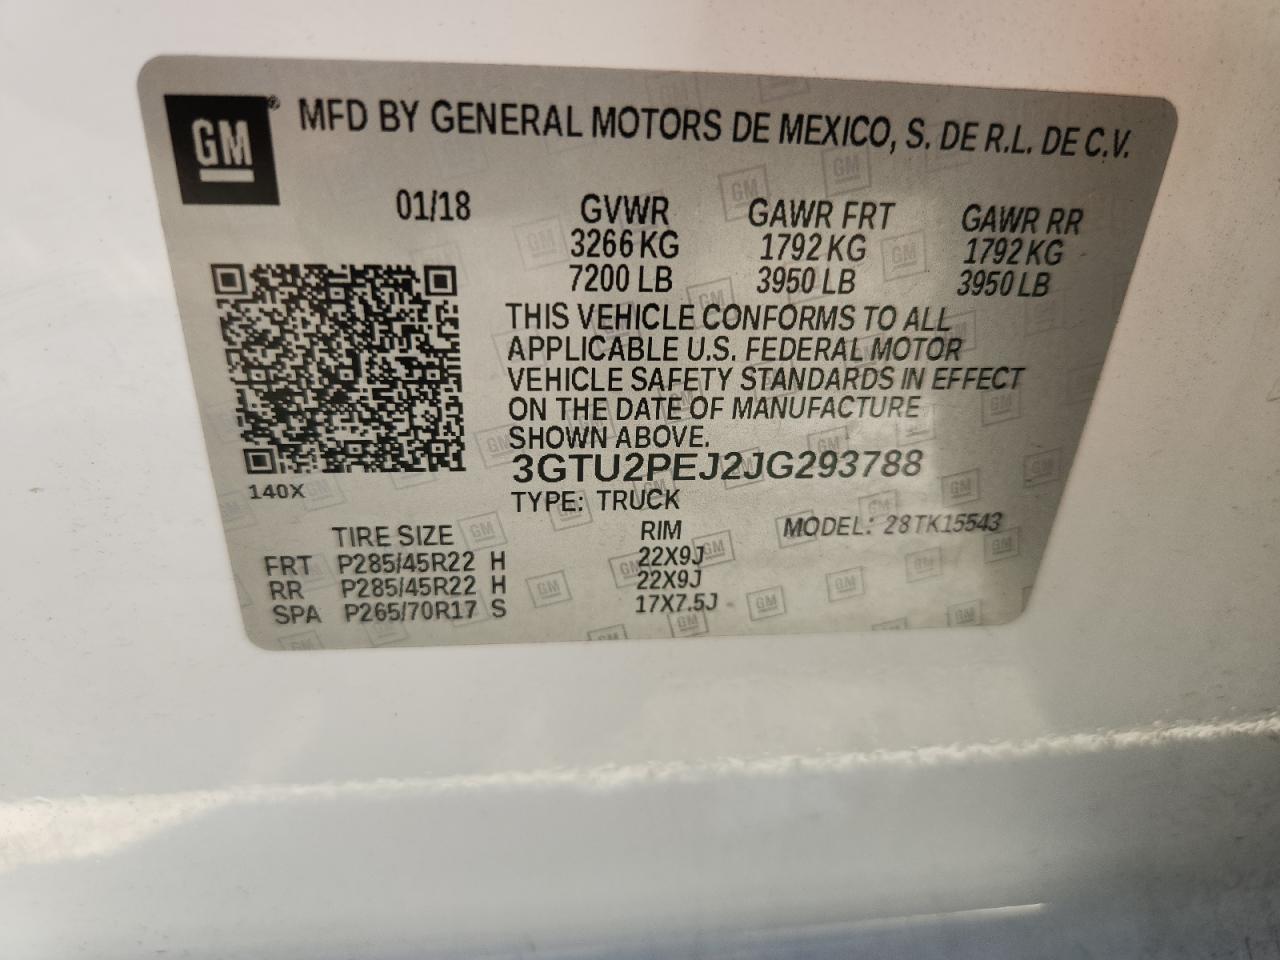 GM® MFD BY GENERAL MOTORS DE MEXICO, S. DE R.L. DE C.V.
01/18 GVWR GAWR FRT GAWR RR
3266 KG 1792 KG 1792 KG
7200 LB 3950 LB 3950 LB
THIS VEHICLE CONFORMS TO ALL
APPLICABLE U.S. FEDERAL MOTOR
VEHICLE SAFETY STANDARDS IN EFFECT
ON THE DATE OF MANUFACTURE
SHOWN ABOVE.
3GTU2PEJ2JG293788
140X
TYPE: TRUCK
TIRE SIZE RIM MODEL: 28TK15543
FRT P285/45R22 H 22X9J
RR P285/45R22 H 22X9J
SPA P265/70R17 S 17X7.5J